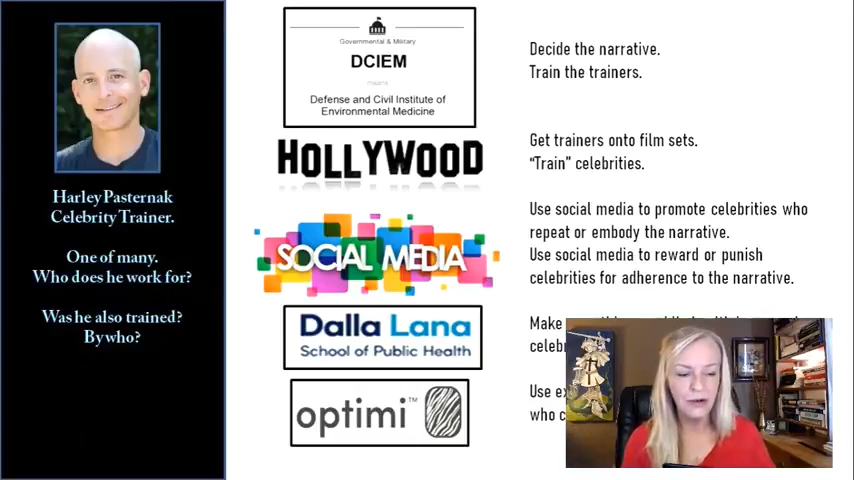 Harley Pasternak
Celebrity Trainer.
One of many.
Who does he work for?
Was he also trained?
By who?
Governmental & Military
DCIEM
means
Defense and Civil Institute of
Environmental Medicine
HOLLYWOOD
SOCIAL MEDIA
Dalla Lana
School of Public Health
optimi™
Decide the narrative.
Train the trainers.
Get trainers onto film sets.
“Train” celebrities.
Use social media to promote celebrities who
repeat or embody the narrative.
Use social media to reward or punish
celebrities for adherence to the narrative.
Make
Use
who